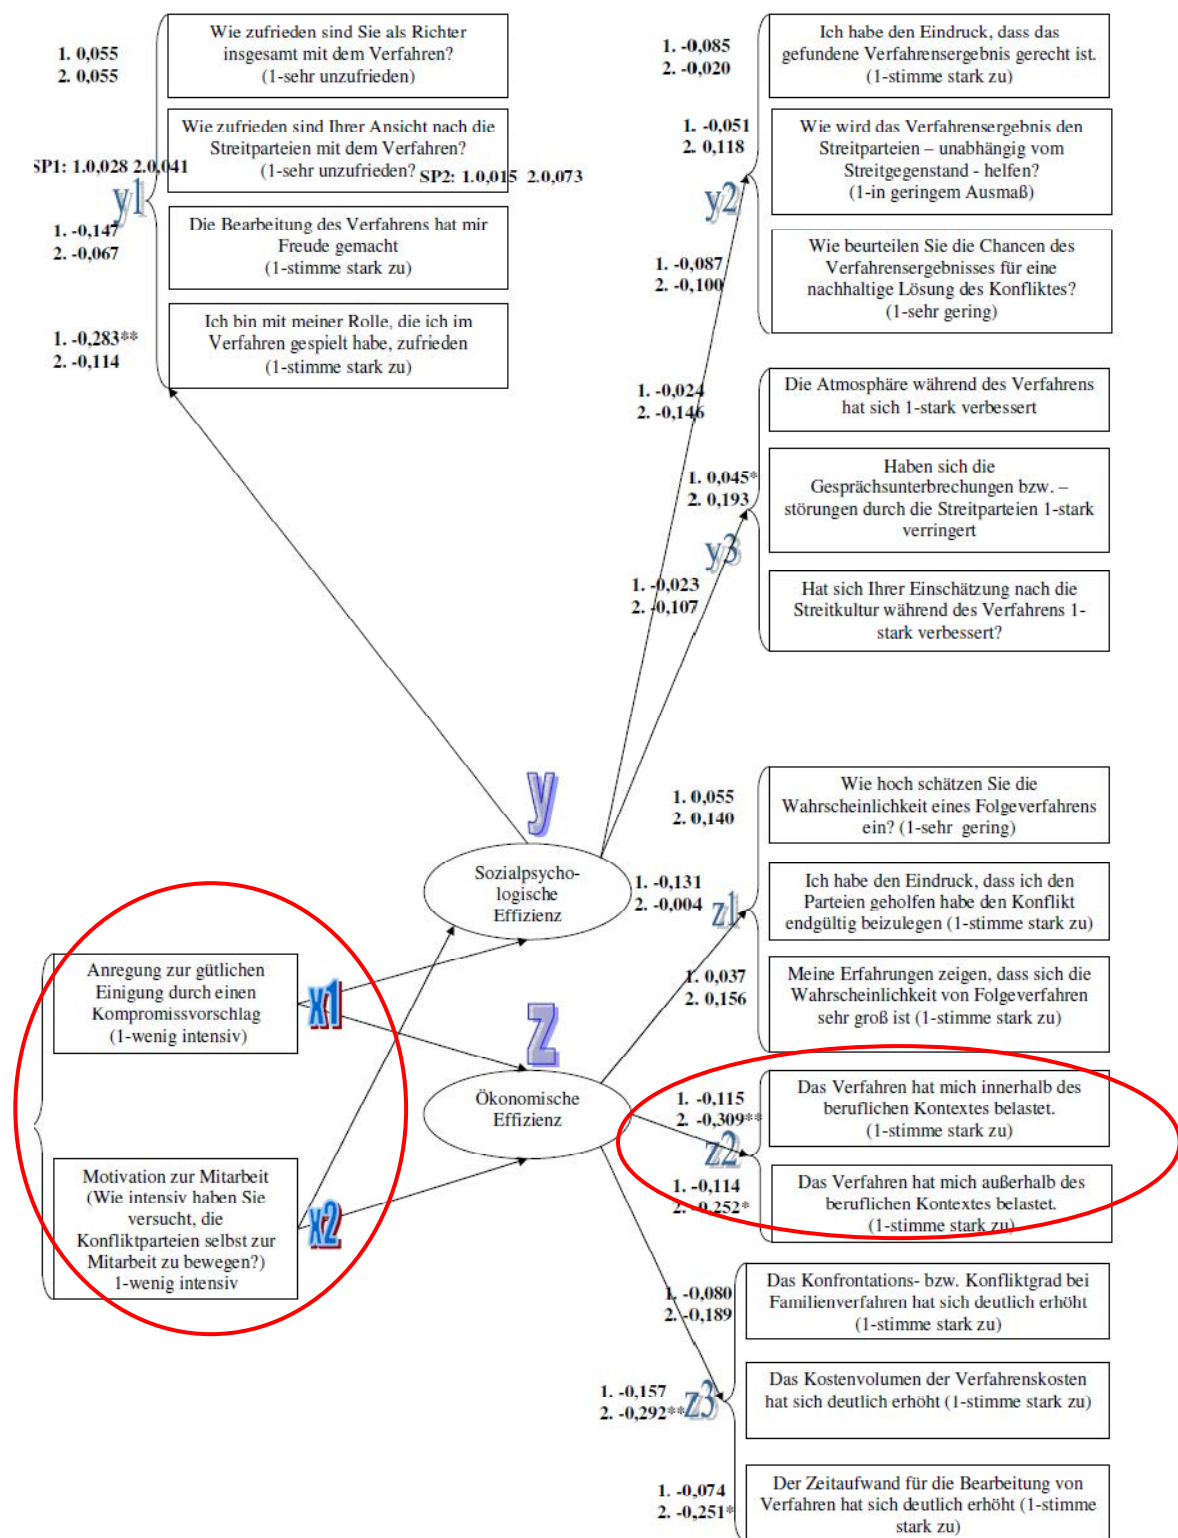 1. 0,055
2. 0,055
Wie zufrieden sind Sie als Richter
insgesamt mit dem Verfahren?
(1-sehr unzufrieden)
Wie zufrieden sind Ihrer Ansicht nach die
Streitparteien mit dem Verfahren?
(1-sehr unzufrieden?
SP1: 1.0,028 2.0,041
SP2: 1.0,015 2.0,073
y1
1. -0,147
2. -0,067
Die Bearbeitung des Verfahrens hat mir
Freude gemacht
(1-stimme stark zu)
1. -0,283**
2. -0,114
Ich bin mit meiner Rolle, die ich im
Verfahren gespielt habe, zufrieden
(1-stimme stark zu)
1. -0,085
2. -0,020
Ich habe den Eindruck, dass das
gefundene Verfahrensergebnis gerecht ist.
(1-stimme stark zu)
1. -0,051
2. 0,118
Wie wird das Verfahrensergebnis den
Streitparteien – unabhängig vom
Streitgegenstand - helfen?
(1-in geringem Ausmaß)
y2
1. -0,087
2. -0,100
Wie beurteilen Sie die Chancen des
Verfahrensergebnisses für eine
nachhaltige Lösung des Konfliktes?
(1-sehr gering)
1. -0,024
2. -0,146
Die Atmosphäre während des Verfahrens
hat sich 1-stark verbessert
1. 0,045*
2. 0,193
Haben sich die
Gesprächsunterbrechungen bzw. –
störungen durch die Streitparteien 1-stark
verringert
y3
1. -0,023
2. -0,107
Hat sich Ihrer Einschätzung nach die
Streitkultur während des Verfahrens 1-
stark verbessert?
y
Sozialpsycho-
logische
Effizienz
1. 0,055
2. 0,140
Wie hoch schätzen Sie die
Wahrscheinlichkeit eines Folgeverfahrens
ein? (1-sehr gering)
1. -0,131
2. -0,004
z1
Ich habe den Eindruck, dass ich den
Parteien geholfen habe den Konflikt
endgültig beizulegen (1-stimme stark zu)
1. 0,037
2. 0,156
Meine Erfahrungen zeigen, dass sich die
Wahrscheinlichkeit von Folgeverfahren
sehr groß ist (1-stimme stark zu)
Anregung zur gütlichen
Einigung durch einen
Kompromissvorschlag
(1-wenig intensiv)
x1
z
Ökonomische
Effizienz
1. -0,115
2. -0,309**
Das Verfahren hat mich innerhalb des
beruflichen Kontextes belastet.
(1-stimme stark zu)
z2
1. -0,114
2. -0,252*
Das Verfahren hat mich außerhalb des
beruflichen Kontextes belastet.
(1-stimme stark zu)
Motivation zur Mitarbeit
(Wie intensiv haben Sie
versucht, die
Konfliktparteien selbst zur
Mitarbeit zu bewegen?)
1-wenig intensiv
x2
1. -0,080
2. -0,189
Das Konfrontations- bzw. Konfliktgrad bei
Familienverfahren hat sich deutlich erhöht
(1-stimme stark zu)
1. -0,157
2. -0,292**
z3
Das Kostenvolumen der Verfahrenskosten
hat sich deutlich erhöht (1-stimme stark zu)
1. -0,074
2. -0,251*
Der Zeitaufwand für die Bearbeitung von
Verfahren hat sich deutlich erhöht (1-stimme
stark zu)